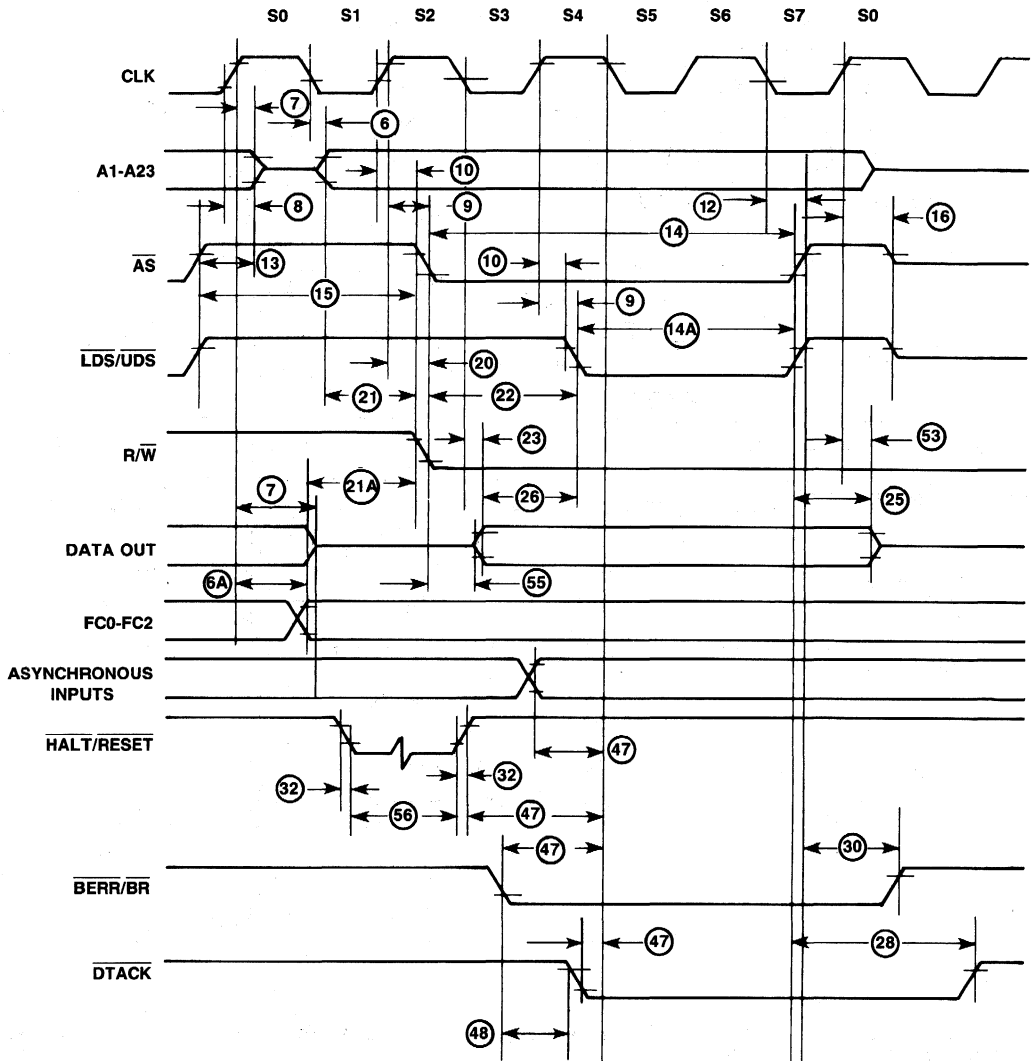 S0 S1 S2 S3 S4 S5 S6 S7 S0
CLK
7
6
A1-A23
10
8
9
12
16
14
AS
13
10
15
9
14A
LDS/UDS
20
21
22
R/W
23
53
7
21A
26
25
DATA OUT
6A
55
FC0-FC2
ASYNCHRONOUS
INPUTS
HALT/RESET
47
32
32
56
47
47
30
BERR/BR
47
28
DTACK
48